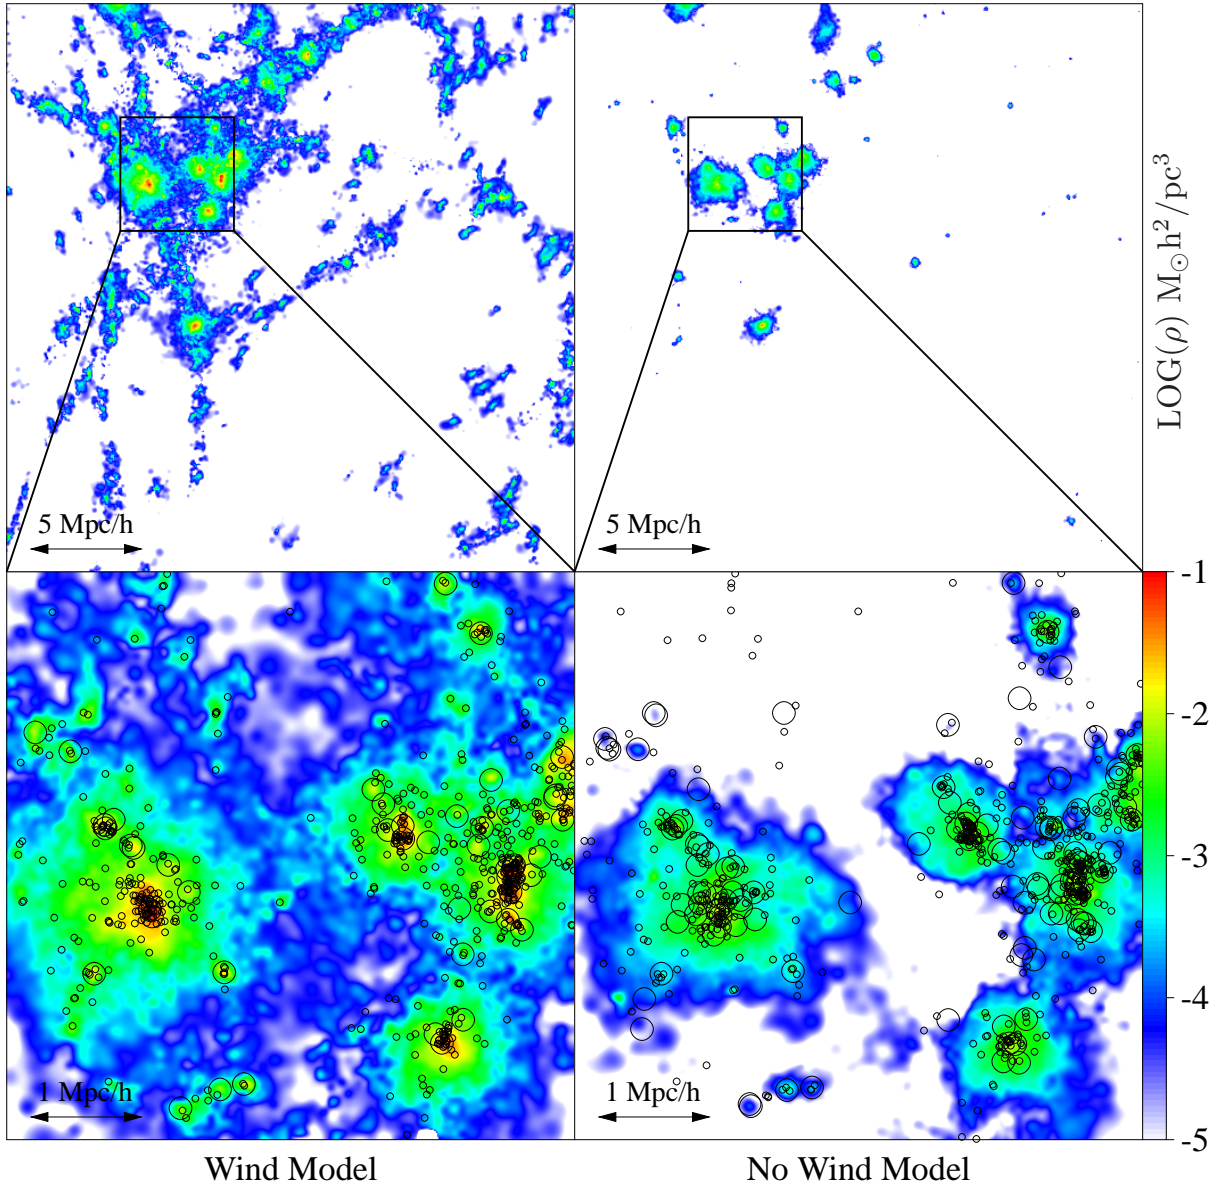 5 Mpc/h
5 Mpc/h
LOG(ρ) M⊙h²/pc³
1 Mpc/h
1 Mpc/h
-1
-2
-3
-4
-5
Wind Model
No Wind Model